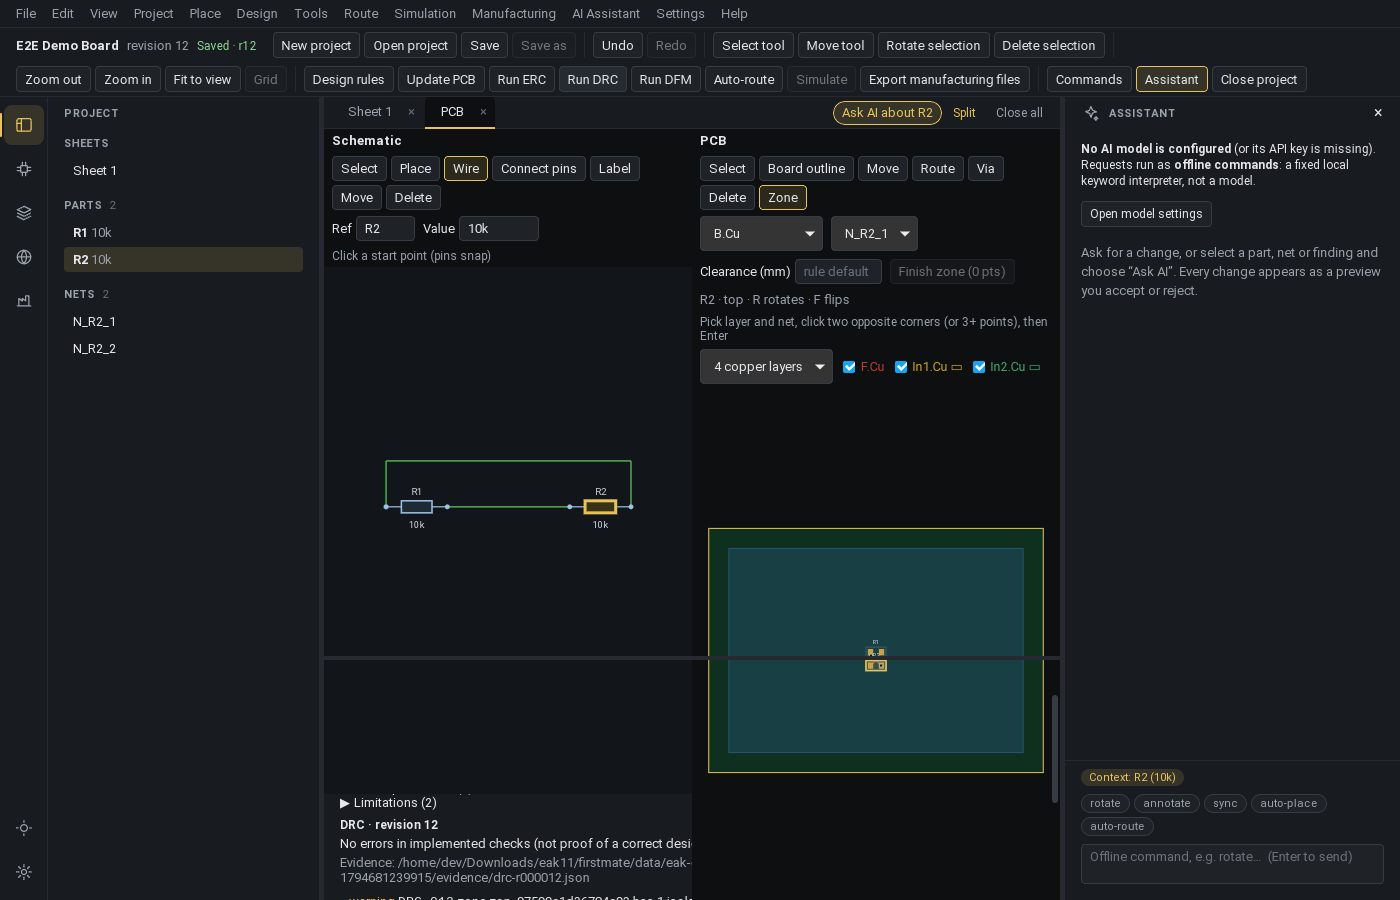 File Edit View Project Place Design Tools Route Simulation Manufacturing AI Assistant Settings Help
E2E Demo Board revision 12 Saved · r12 New project Open project Save Save as Undo Redo Select tool Move tool Rotate selection Delete selection
Zoom out Zoom in Fit to view Grid Design rules Update PCB Run ERC Run DRC Run DFM Auto-route Simulate Export manufacturing files Commands Assistant Close project
PROJECT
SHEETS
Sheet 1
PARTS 2
R1 10k
R2 10k
NETS 2
N_R2_1
N_R2_2
Sheet 1 × PCB × Ask AI about R2 Split Close all
Schematic
Select Place Wire Connect pins Label
Move Delete
Ref R2 Value 10k
Click a start point (pins snap)
R1 R2
10k 10k
▶ Limitations (2)
DRC · revision 12
No errors in implemented checks (not proof of a correct desi
Evidence: /home/dev/Downloads/eak11/firstmate/data/eak-
1794681239915/evidence/drc-r000012.json
PCB
Select Board outline Move Route Via
Delete Zone
B.Cu N_R2_1
Clearance (mm) rule default Finish zone (0 pts)
R2 · top · R rotates · F flips
Pick layer and net, click two opposite corners (or 3+ points), then
Enter
4 copper layers F.Cu In1.Cu ▭ In2.Cu ▭
R1
ASSISTANT ×
No AI model is configured (or its API key is missing).
Requests run as offline commands: a fixed local
keyword interpreter, not a model.
Open model settings
Ask for a change, or select a part, net or finding and
choose “Ask AI”. Every change appears as a preview
you accept or reject.
Context: R2 (10k)
rotate annotate sync auto-place
auto-route
Offline command, e.g. rotate… (Enter to send)